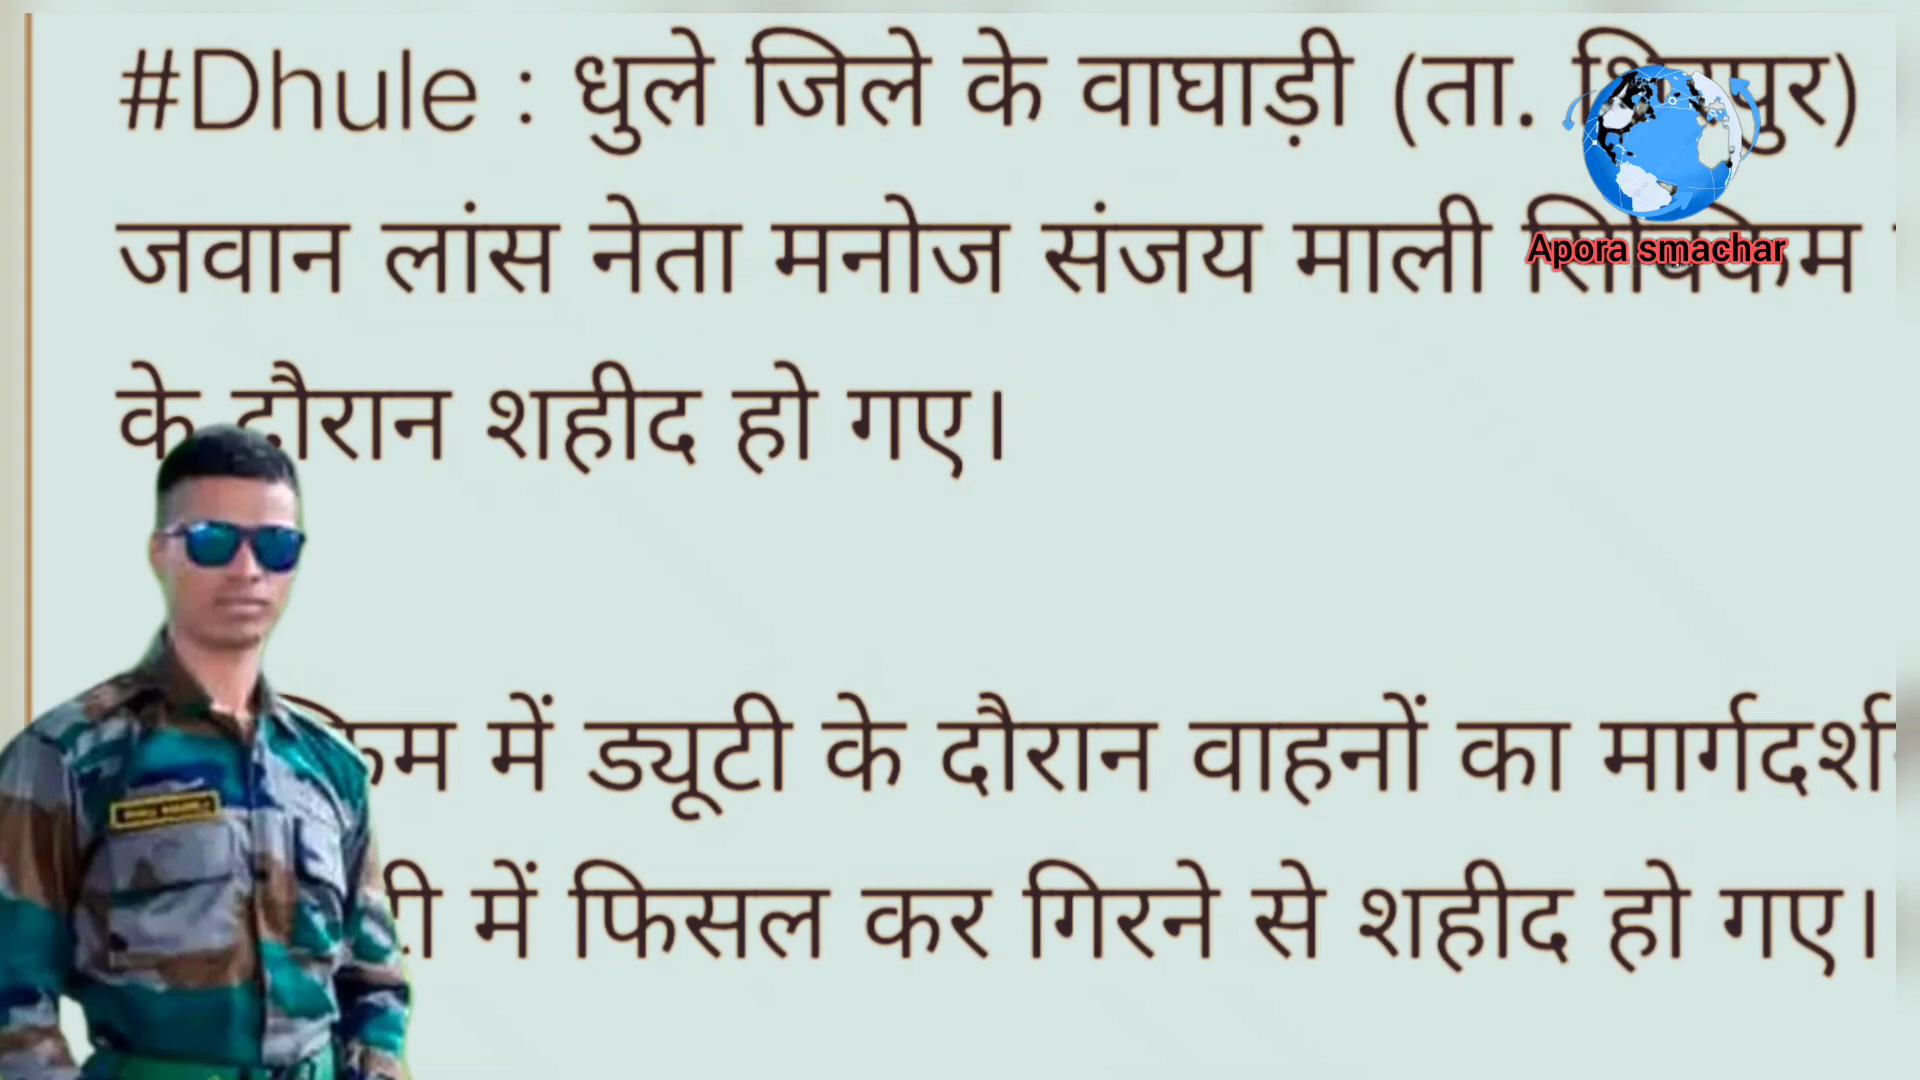 #Dhule : धुले जिले के वाघाड़ी (ता.
Apora smachar
जवान लांस नेता मनोज संजय माली सिक्किम
के दौरान शहीद हो गए।
में ड्यूटी के दौरान वाहनों का
में फिसल कर गिरने से शहीद हो गए।